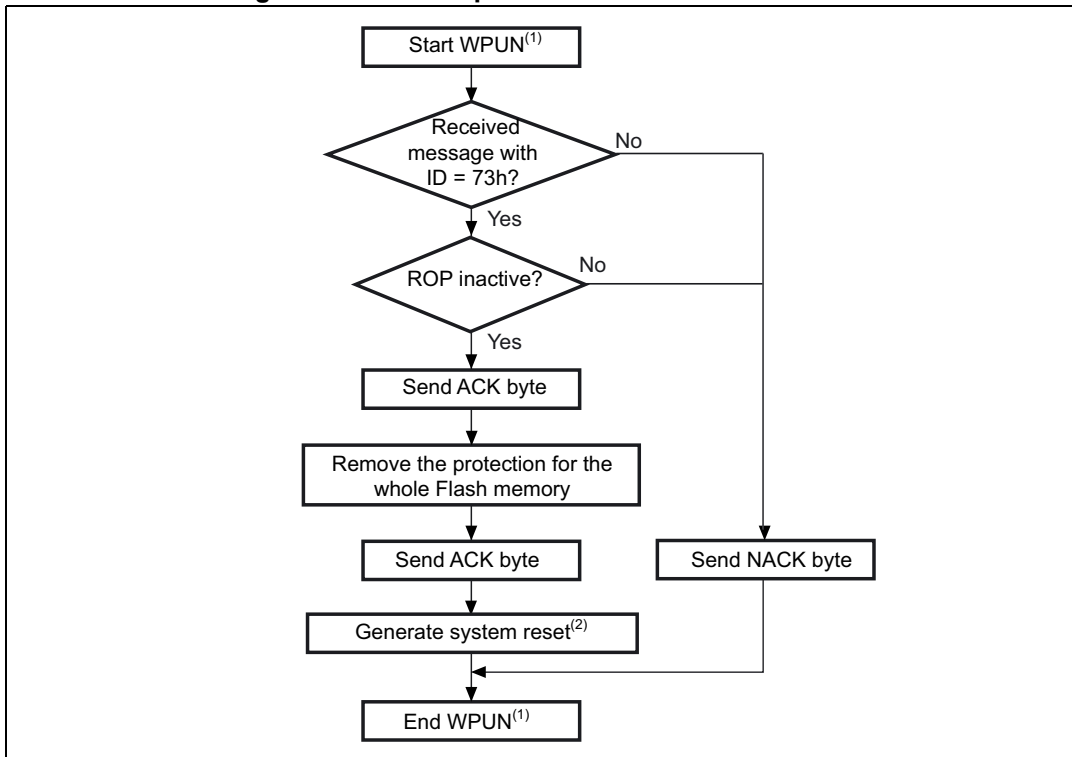 Start WPUN(1)
Received
message with
ID = 73h?
No
Yes
ROP inactive?
No
Yes
Send ACK byte
Remove the protection for the
whole Flash memory
Send ACK byte
Send NACK byte
Generate system reset(2)
End WPUN(1)